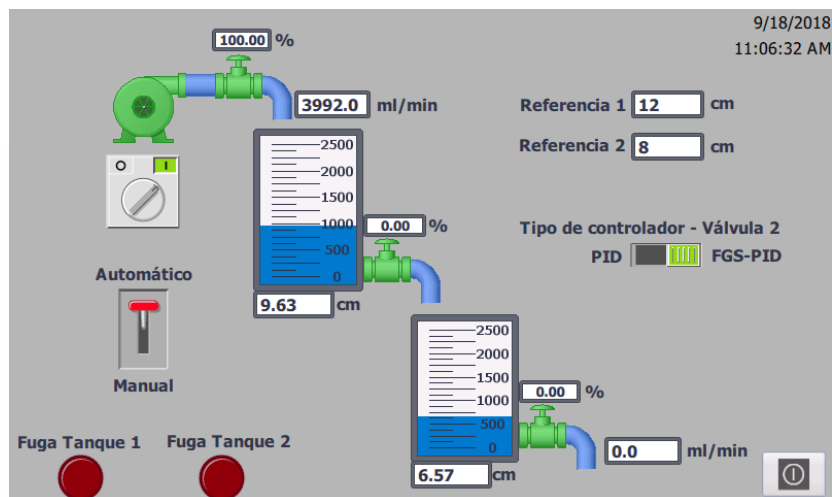 9/18/2018
11:06:32 AM
100.00 %
3992.0 ml/min
Referencia 1 12 cm
Referencia 2 8 cm
O I
2500
2000
1500
1000
500
0
0.00 %
9.63 cm
Tipo de controlador - Válvula 2
PID FGS-PID
Automático
Manual
2500
2000
1500
1000
500
0
0.00 %
6.57 cm
0.0 ml/min
Fuga Tanque 1 Fuga Tanque 2